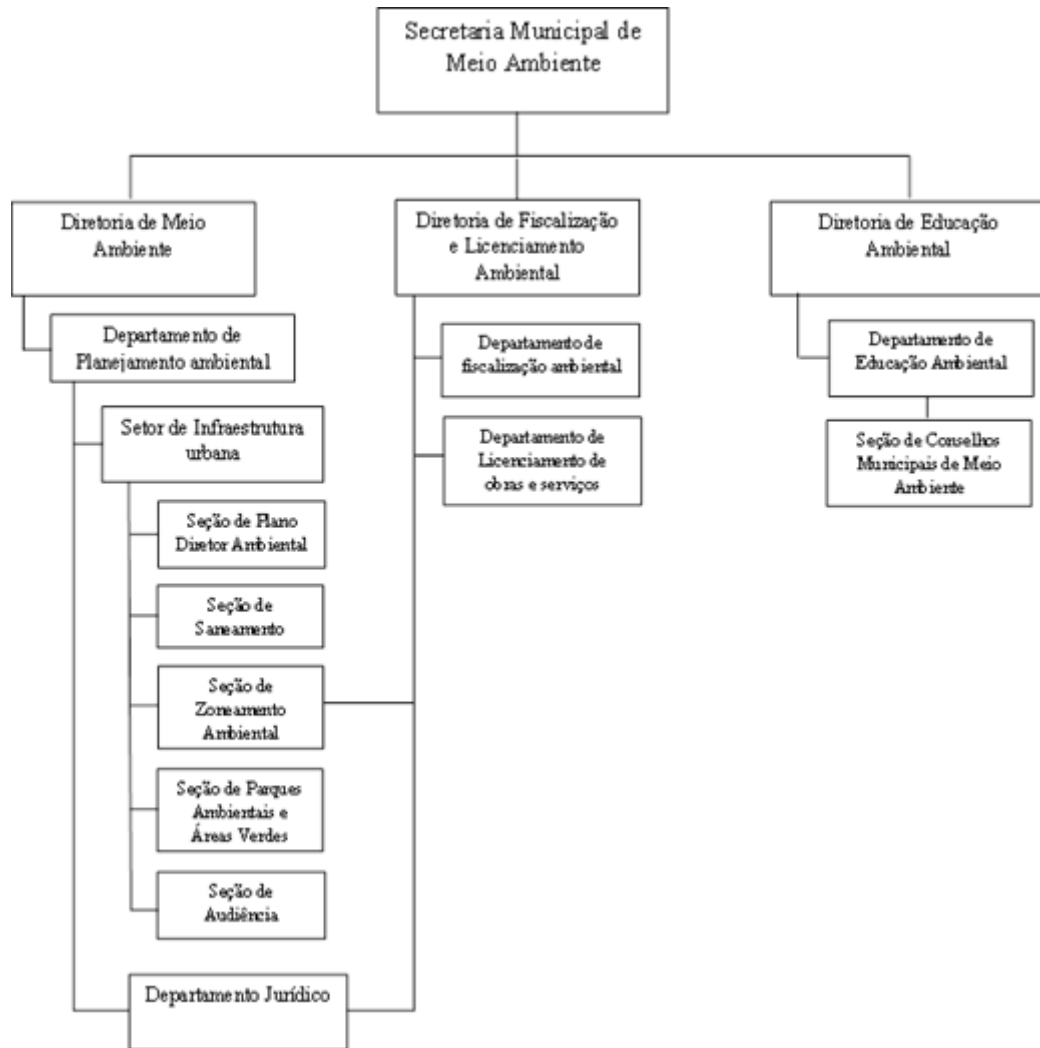 Secretaria Municipal de
Meio Ambiente
Diretoria de Meio
Ambiente
Diretoria de Fiscalização
e Licenciamento
Ambiental
Diretoria de Educação
Ambiental
Departamento de
Planejamento ambiental
Departamento de
fiscalização ambiental
Departamento de
Educação Ambiental
Setor de Infraestrutura
urbana
Departamento de
Licenciamento de
obras e serviços
Seção de Conselhos
Municipais de Meio
Ambiente
Seção de Plano
Diretor Ambiental
Seção de
Saneamento
Seção de
Zoneamento
Ambiental
Seção de Parques
Ambientais e
Áreas Verdes
Seção de
Audiência
Departamento Jurídico